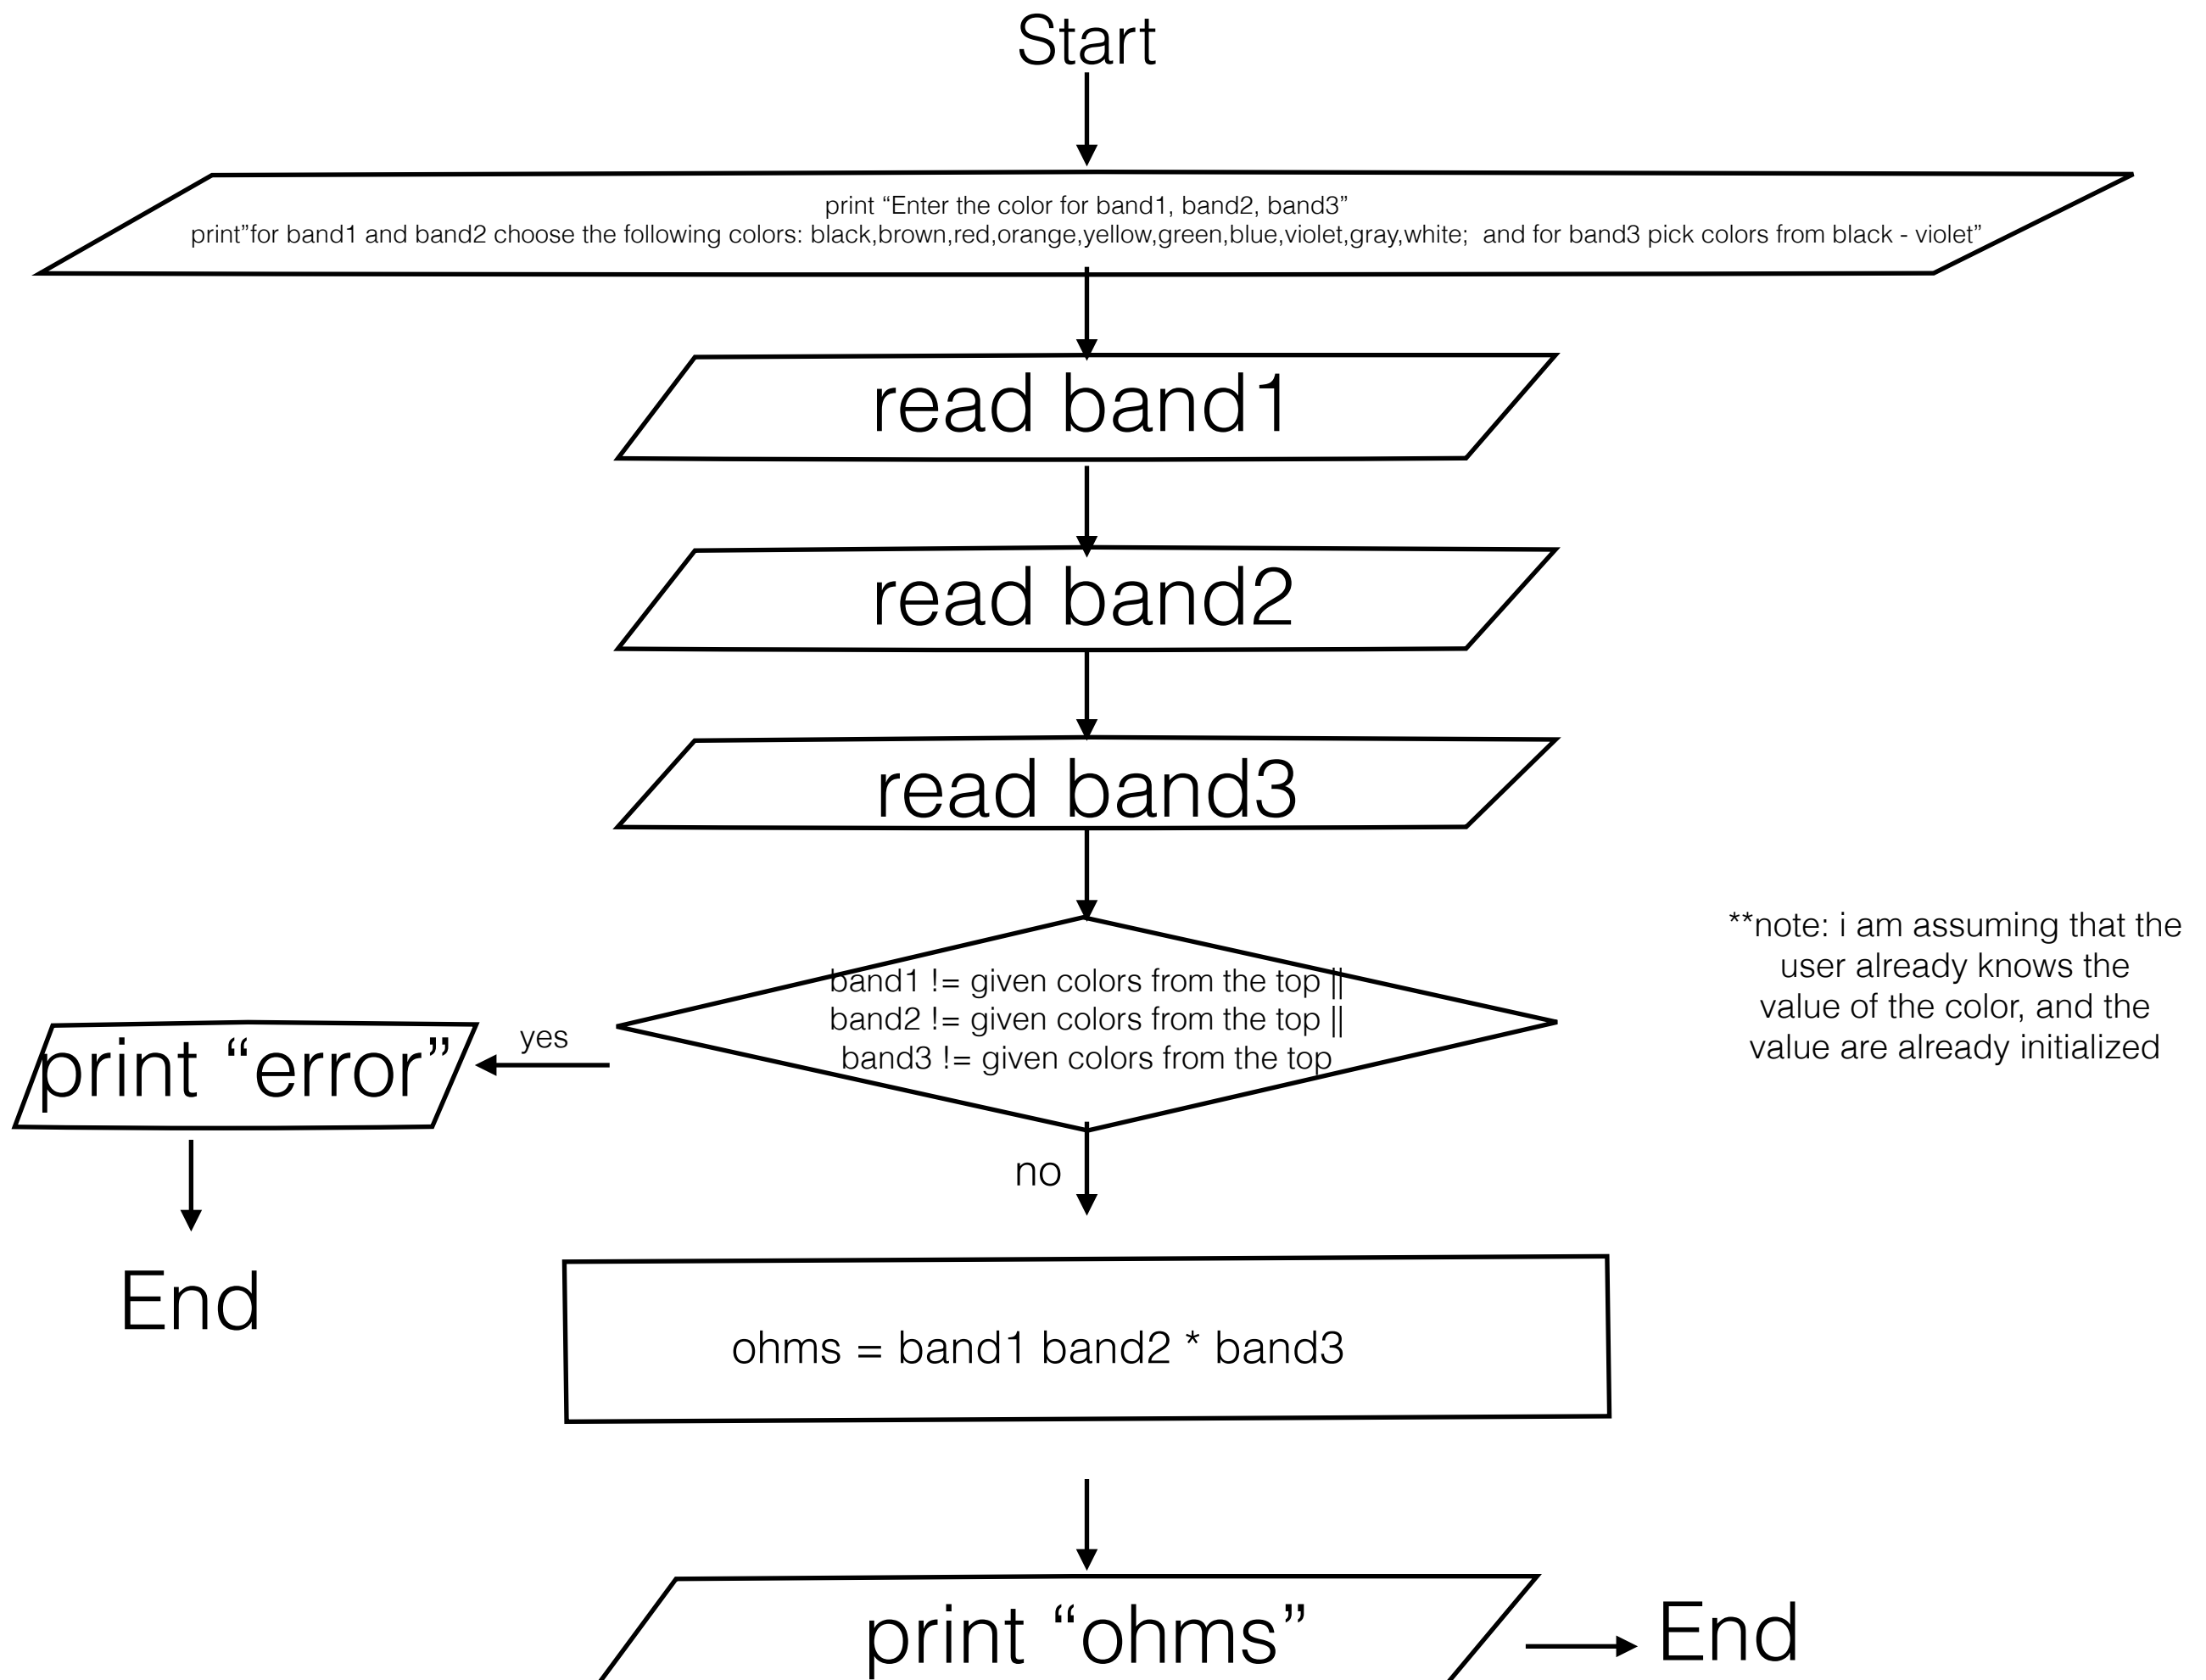 Start
print “Enter the color for band1, band2, band3”
print”for band1 and band2 choose the following colors: black,brown,red,orange,yellow,green,blue,violet,gray,white;  and for band3 pick colors from black - violet”
read band1
read band2
read band3
band1 != given colors from the top ||
band2 != given colors from the top ||
band3 != given colors from the top
**note: i am assuming that the
user already knows the
value of the color, and the
value are already initialized
yes
print “error”
End
no
ohms = band1 band2 * band3
print “ohms”
End